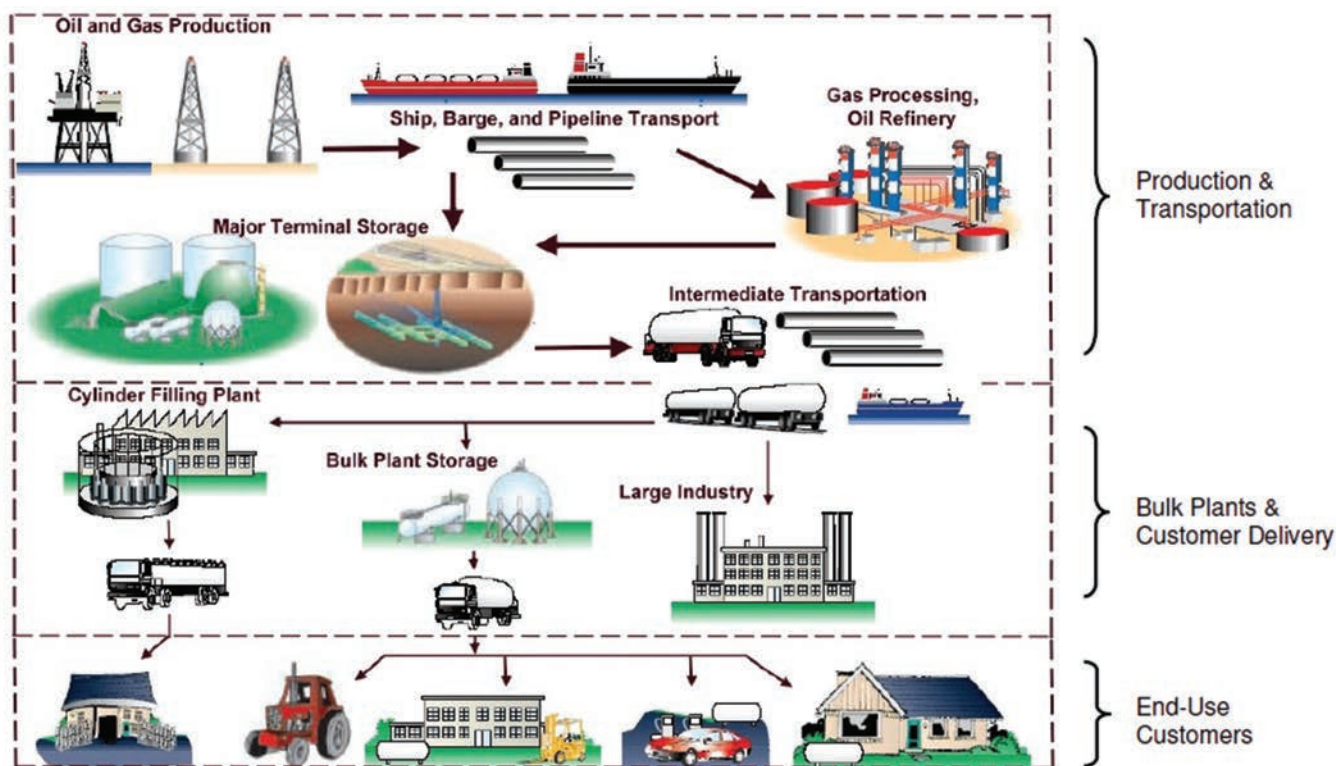 Oil and Gas Production
Ship, Barge, and Pipeline Transport
Gas Processing,
Oil Refinery
Production &
Transportation
Major Terminal Storage
Intermediate Transportation
Cylinder Filling Plant
Bulk Plant Storage
Large Industry
Bulk Plants &
Customer Delivery
End-Use
Customers